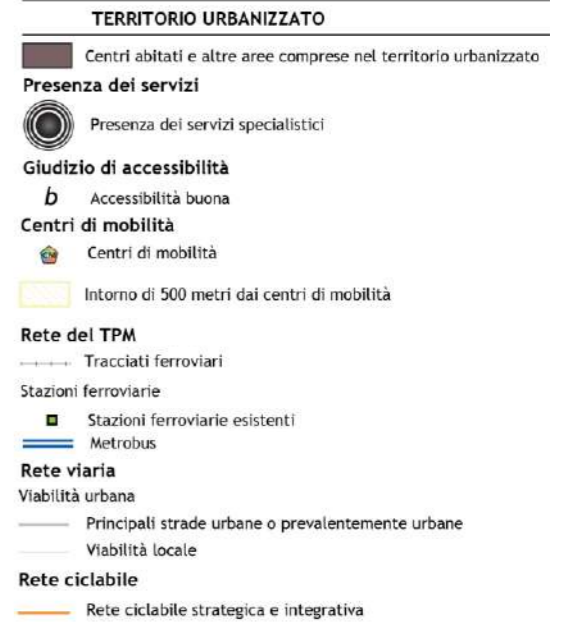 TERRITORIO URBANIZZATO
Centri abitati e altre aree comprese nel territorio urbanizzato
Presenza dei servizi
Presenza dei servizi specialistici
Giudizio di accessibilità
b Accessibilità buona
Centri di mobilità
CM Centri di mobilità
Intorno di 500 metri dai centri di mobilità
Rete del TPM
Tracciati ferroviari
Stazioni ferroviarie
Stazioni ferroviarie esistenti
Metrobus
Rete viaria
Viabilità urbana
Principali strade urbane o prevalentemente urbane
Viabilità locale
Rete ciclabile
Rete ciclabile strategica e integrativa